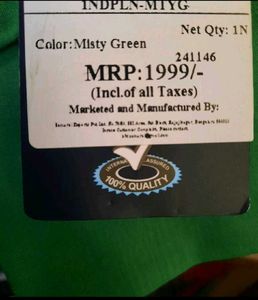 INDPLN-MTYG
Net Qty: 1N
Color:Misty Green
241146
MRP:1999/-
(Incl.of all Taxes)
Marketed and Manufactured By:
ASSURED
100% QUALITY